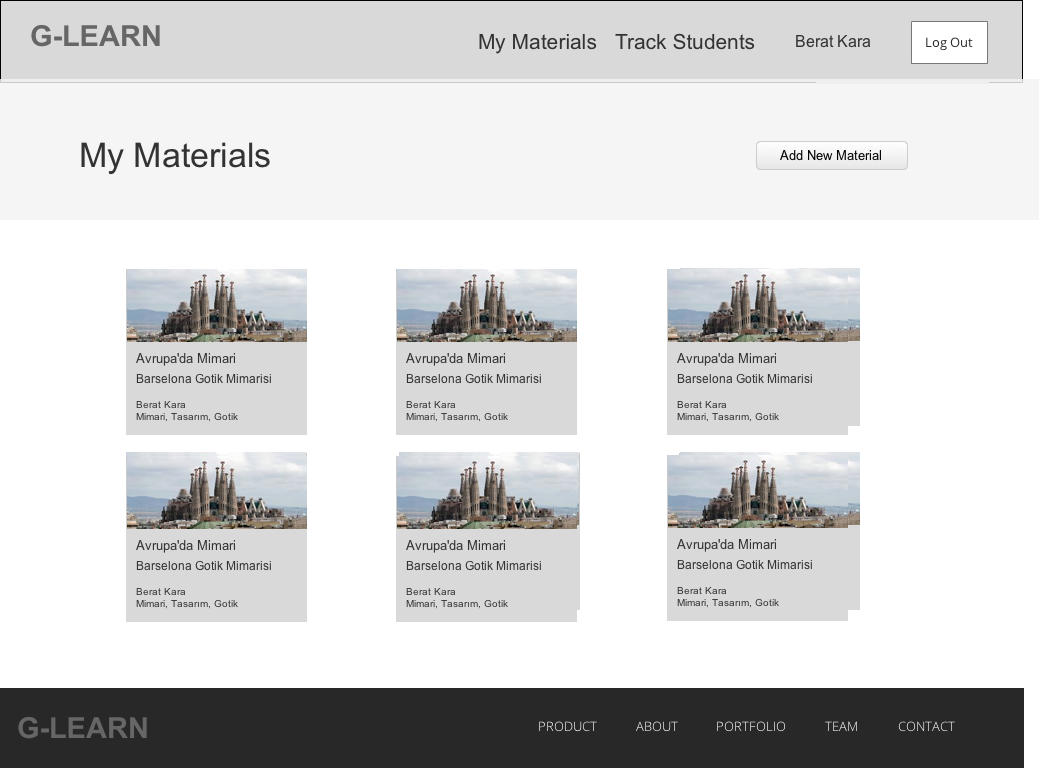 G-LEARN
My Materials Track Students Berat Kara Log Out
My Materials
Add New Material
Avrupa'da Mimari
Barselona Gotik Mimarisi
Berat Kara
Mimari, Tasarım, Gotik
Avrupa'da Mimari
Barselona Gotik Mimarisi
Berat Kara
Mimari, Tasarım, Gotik
Avrupa'da Mimari
Barselona Gotik Mimarisi
Berat Kara
Mimari, Tasarım, Gotik
Avrupa'da Mimari
Barselona Gotik Mimarisi
Berat Kara
Mimari, Tasarım, Gotik
Avrupa'da Mimari
Barselona Gotik Mimarisi
Berat Kara
Mimari, Tasarım, Gotik
Avrupa'da Mimari
Barselona Gotik Mimarisi
Berat Kara
Mimari, Tasarım, Gotik
G-LEARN
PRODUCT ABOUT PORTFOLIO TEAM CONTACT